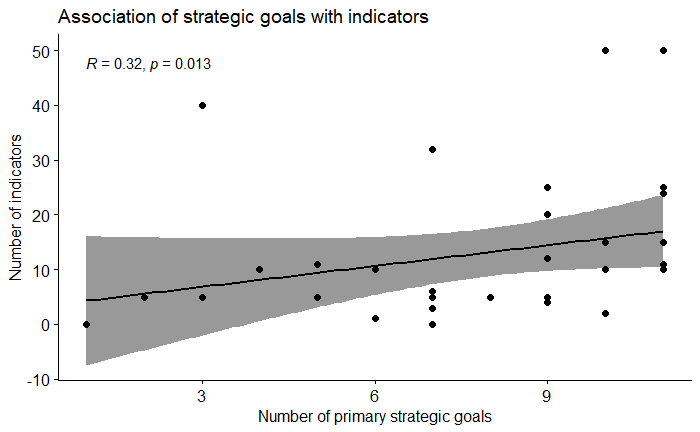 Association of strategic goals with indicators
R = 0.32, p = 0.013
50
40
30
20
10
0
-10
Number of indicators
3 6 9
Number of primary strategic goals